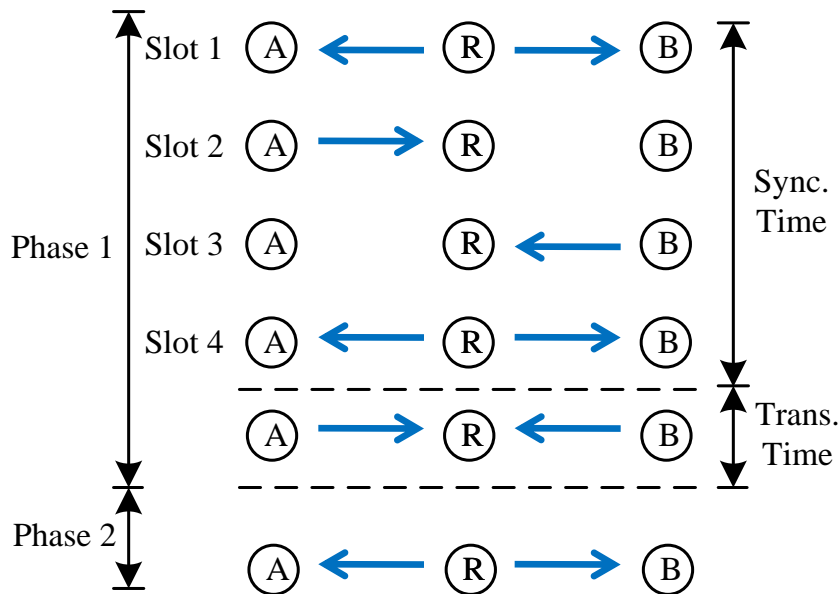 Slot 1 A R B
Slot 2 A R B
Sync.
Time
Phase 1 Slot 3 A R B
Slot 4 A R B
Trans.
Time
A R B
Phase 2
A R B